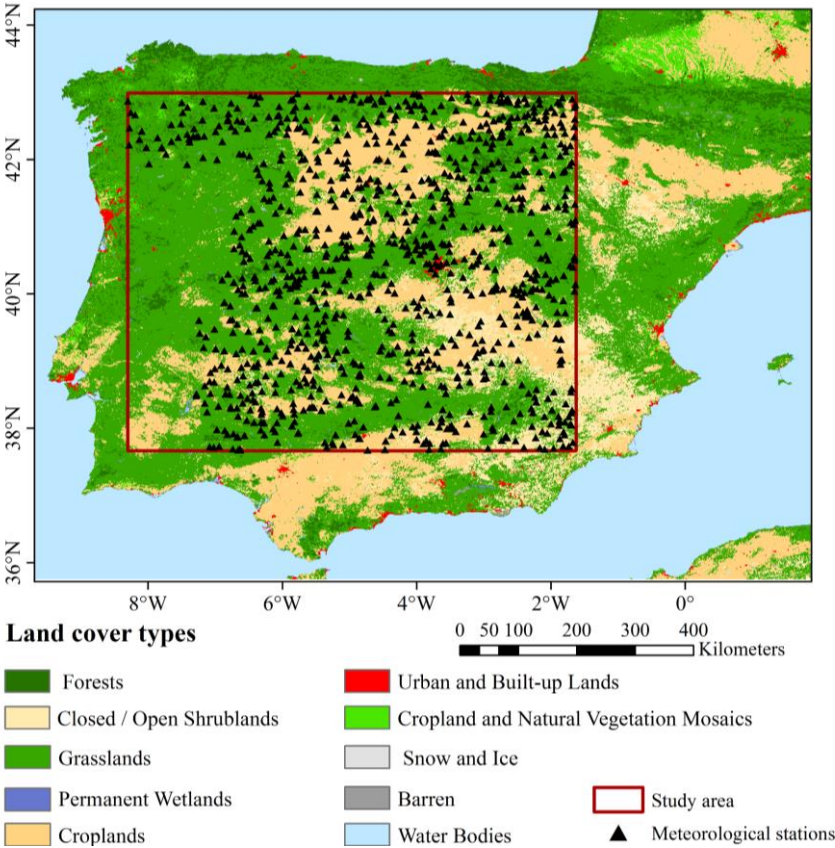 44°N
42°N
40°N
38°N
36°N
8°W 6°W 4°W 2°W 0°
Land cover types
0 50 100 200 300 400
Kilometers
Forests
Closed / Open Shrublands
Grasslands
Permanent Wetlands
Croplands
Urban and Built-up Lands
Cropland and Natural Vegetation Mosaics
Snow and Ice
Barren
Water Bodies
Study area
Meteorological stations